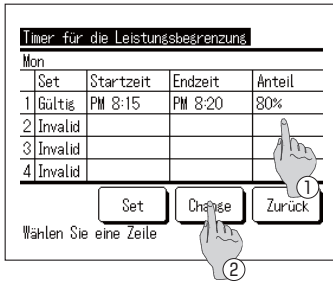 Timer für die Leistungsbegrenzung
Mon
Set Startzeit Endzeit Anteil
1 Gültig PM 8:15 PM 8:20 80%
2 Invalid
3 Invalid
4 Invalid
①
Set Change Zurück
Wählen Sie eine Zeile
②